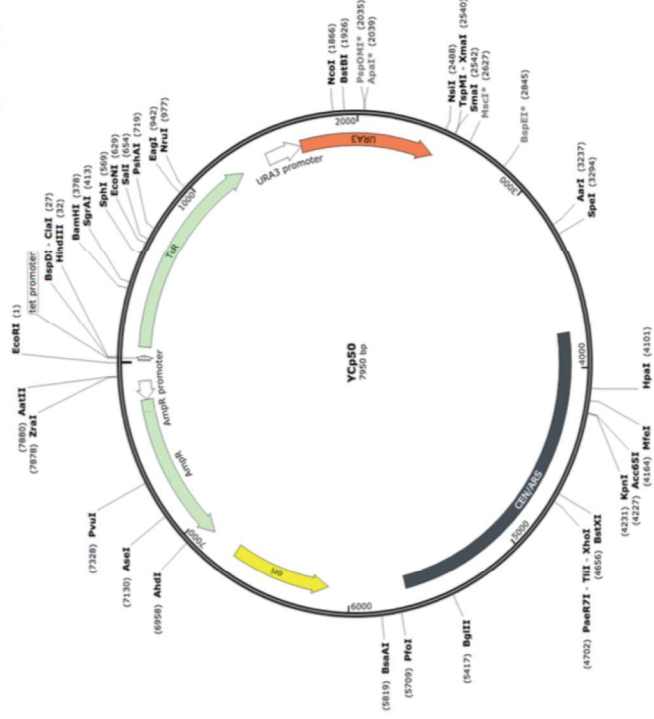 EcoRI (1)
tet promoter
BspDI - ClaI (27)
HindIII (32)
BamHI (378)
SgrAI (413)
SphI (569)
EcoNI (629)
SalI (654)
PshAI (719)
EagI (942)
NruI (977)
NcoI (1866)
BstBI (1926)
PspOMI* (2035)
ApaI* (2039)
NsiI (2488)
TspMI - XmaI (2540)
SmaI (2542)
MscI* (2627)
BspEI* (2845)
AarI (3237)
SpeI (3294)
HpaI (4101)
(4164) MfeI
(4227) Acc65I
(4231) KpnI
(4656) BstXI
(4702) PaeR7I - TliI - XhoI
(5417) BglII
(5709) PfoI
(5819) BsaAI
(6958) AhdI
(7130) AseI
(7328) PvuI
(7878) ZraI
(7880) AatII
1000
2000
3000
4000
5000
6000
7000
TsR
URA3 promoter
URA3
CEN/ARS
ori
AmpR
AmpR promoter
YCp50
7950 bp